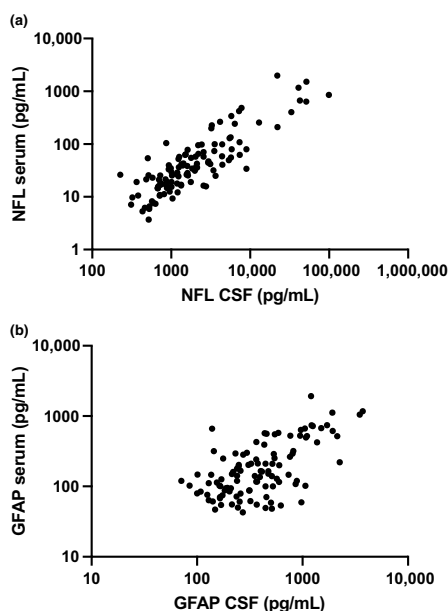 (a)
10,000
1000
100
10
1
NFL serum (pg/mL)
100 1000 10,000 100,000 1,000,000
NFL CSF (pg/mL)
(b)
10,000
1000
100
10
GFAP serum (pg/mL)
10 100 1000 10,000
GFAP CSF (pg/mL)